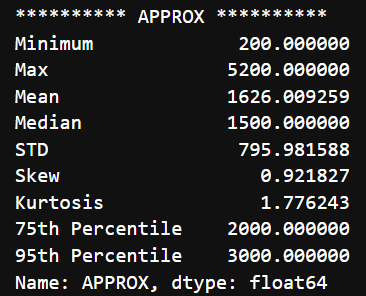 ********** APPROX **********
Minimum 200.000000
Max 5200.000000
Mean 1626.009259
Median 1500.000000
STD 795.981588
Skew 0.921827
Kurtosis 1.776243
75th Percentile 2000.000000
95th Percentile 3000.000000
Name: APPROX, dtype: float64